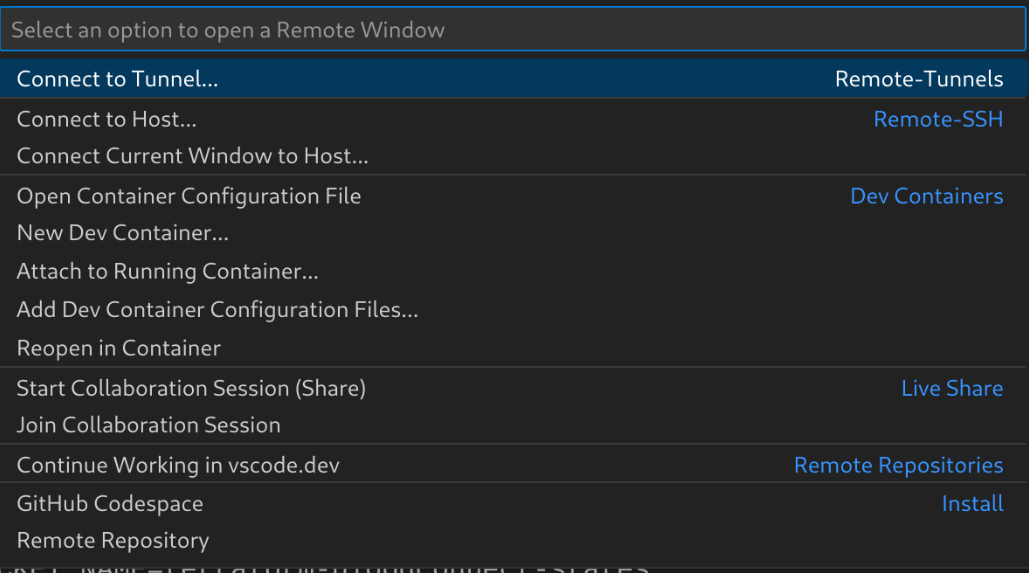 Select an option to open a Remote Window
Connect to Tunnel... Remote-Tunnels
Connect to Host... Remote-SSH
Connect Current Window to Host...
Open Container Configuration File Dev Containers
New Dev Container...
Attach to Running Container...
Add Dev Container Configuration Files...
Reopen in Container
Start Collaboration Session (Share) Live Share
Join Collaboration Session
Continue Working in vscode.dev Remote Repositories
GitHub Codespace Install
Remote Repository